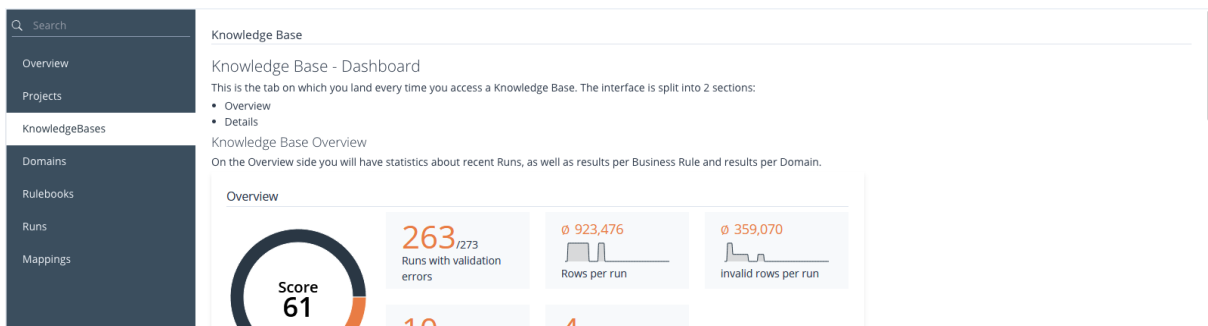 Search
Overview
Projects
KnowledgeBases
Domains
Rulebooks
Runs
Mappings
Knowledge Base
Knowledge Base - Dashboard
This is the tab on which you land every time you access a Knowledge Base. The interface is split into 2 sections:
• Overview
• Details
Knowledge Base Overview
On the Overview side you will have statistics about recent Runs, as well as results per Business Rule and results per Domain.
Overview
Score
61
263/273
Runs with validation
errors
ø 923,476
Rows per run
ø 359,070
invalid rows per run